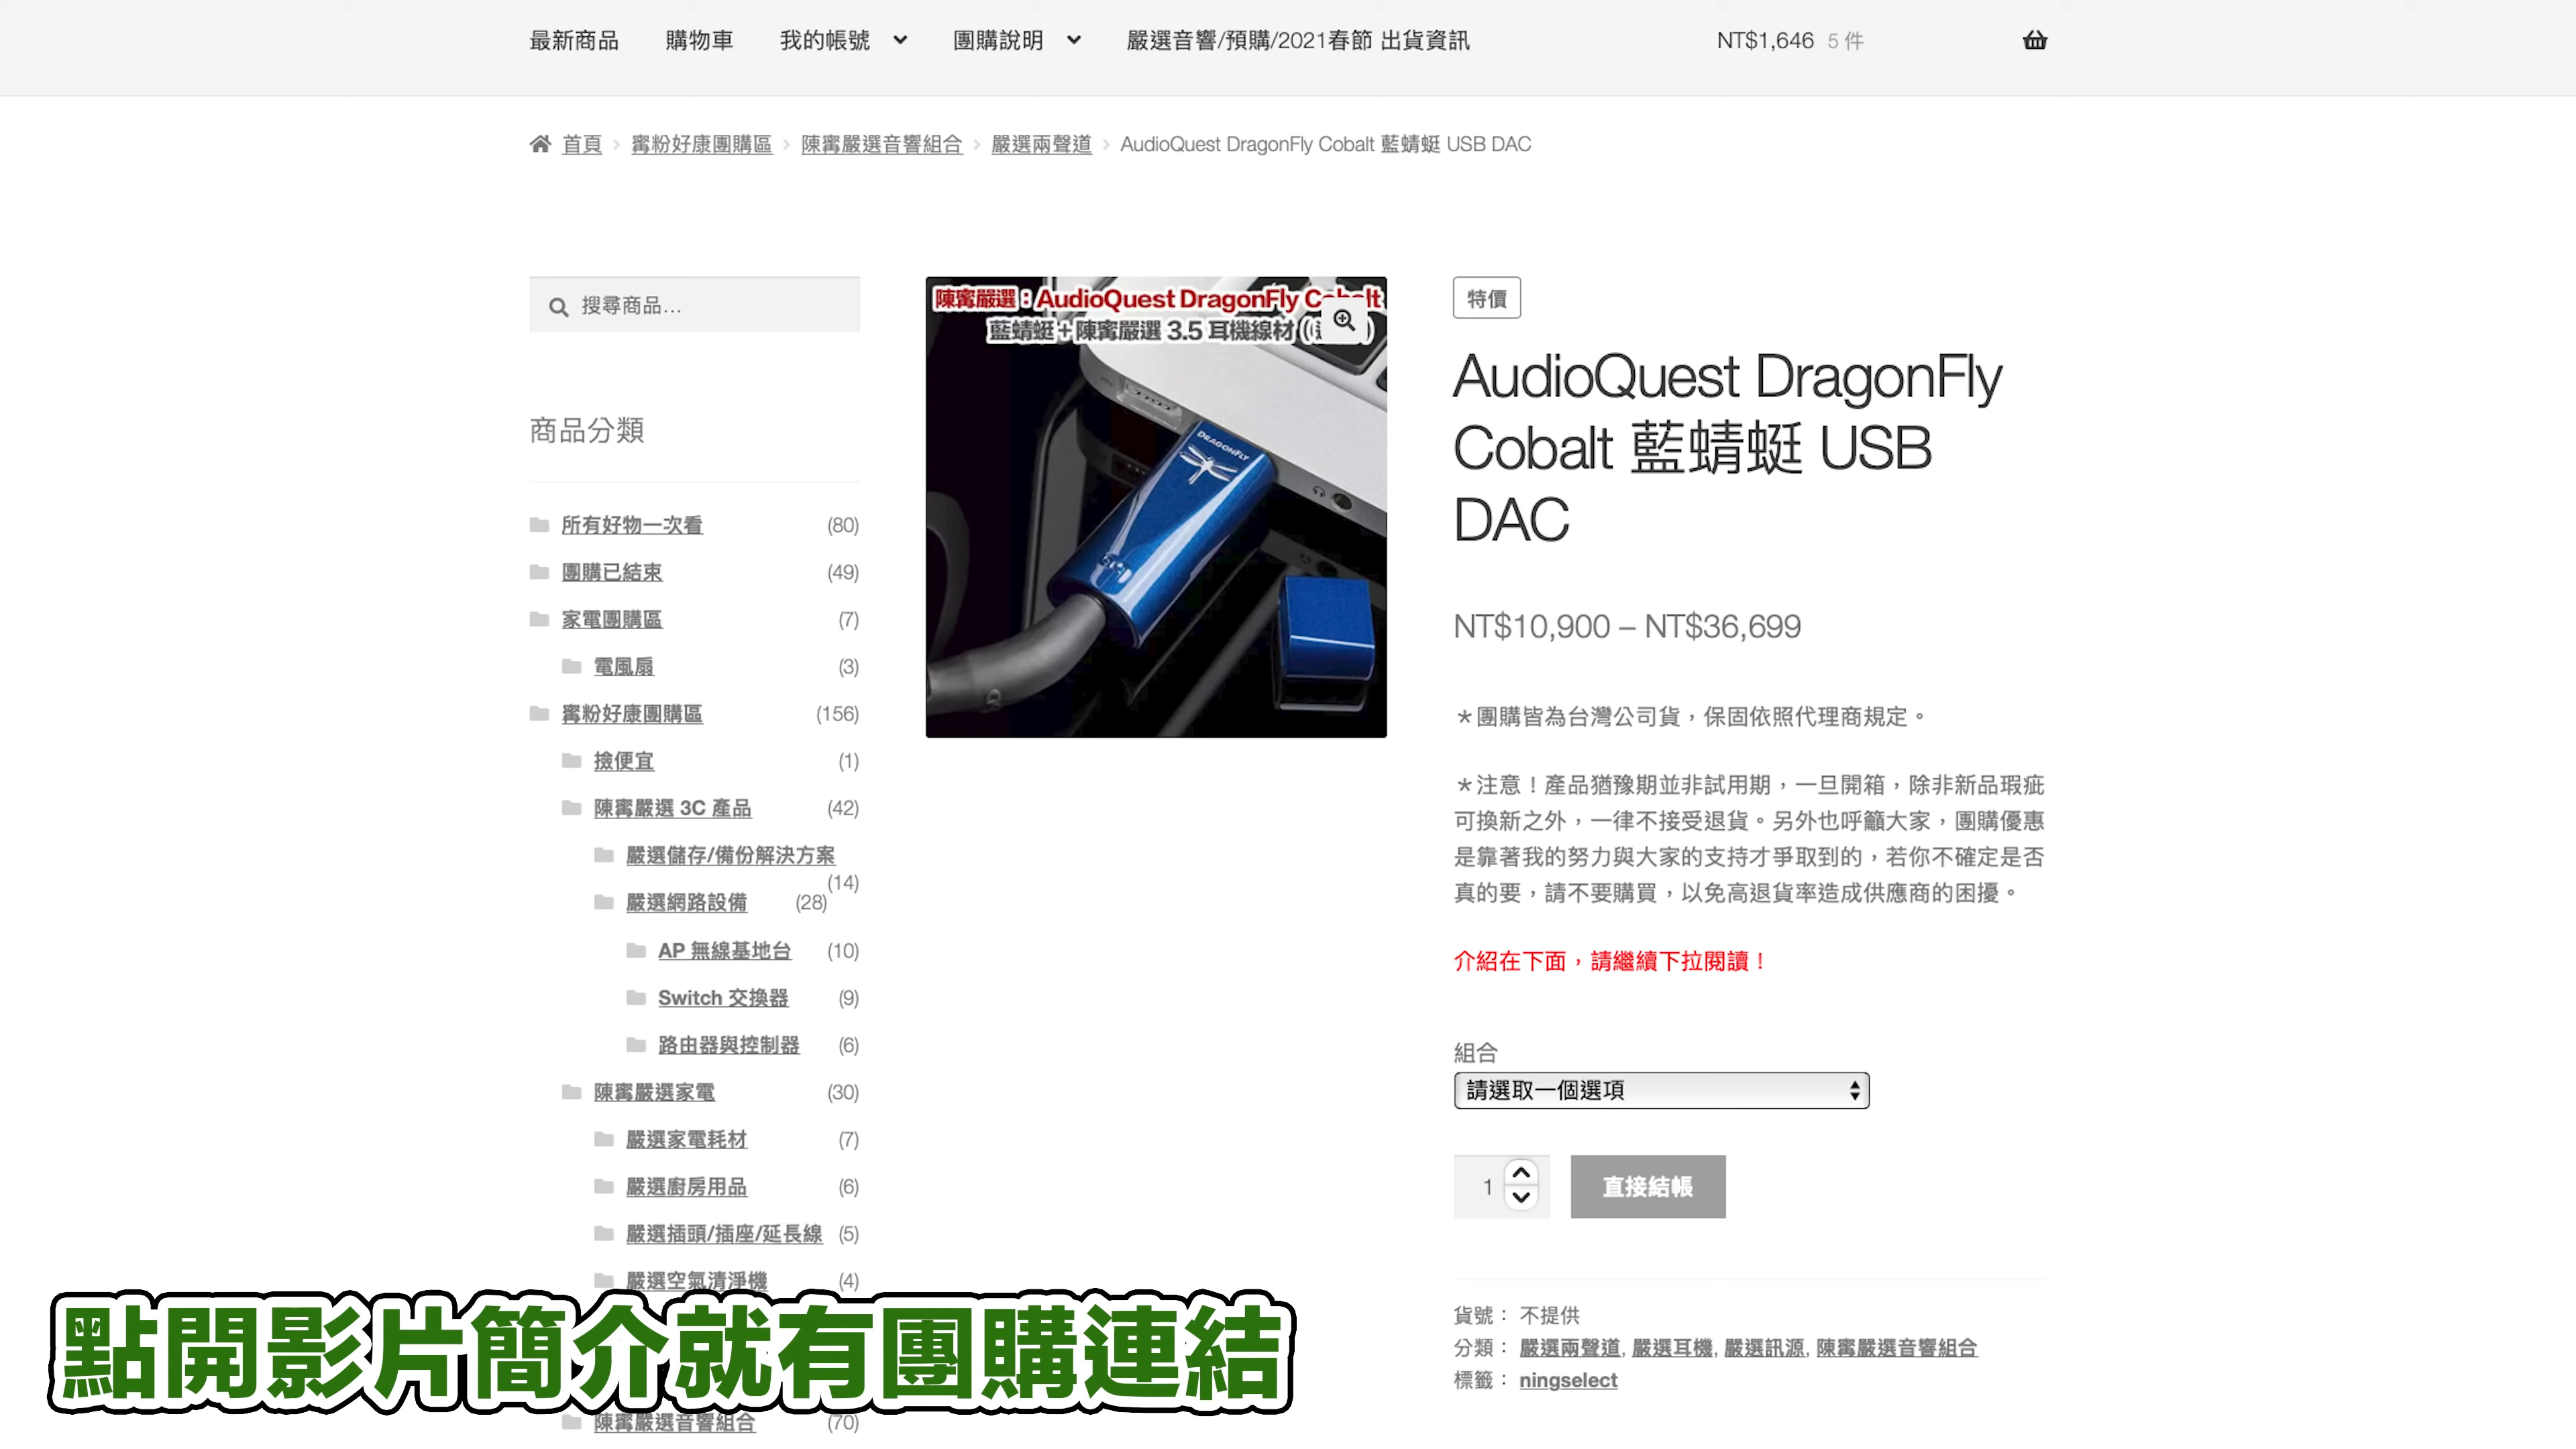 最新商品 購物車 我的帳號 團購說明 嚴選音響/預購/2021春節 出貨資訊 NT$1,646 5 件
首頁 > 寗粉好康團購區 > 陳寗嚴選音響組合 > 嚴選兩聲道 > AudioQuest DragonFly Cobalt 藍蜻蜓 USB DAC
搜尋商品...
商品分類
所有好物一次看 (80)
團購已結束 (49)
家電團購區 (7)
電風扇 (3)
寗粉好康團購區 (156)
撿便宜 (1)
陳寗嚴選 3C 產品 (42)
嚴選儲存/備份解決方案 (14)
嚴選網路設備 (28)
AP 無線基地台 (10)
Switch 交換器 (9)
路由器與控制器 (6)
陳寗嚴選家電 (30)
嚴選家電耗材 (7)
嚴選廚房用品 (6)
嚴選插頭/插座/延長線 (5)
嚴選空氣清淨機 (4)
陳寗嚴選音響組合 (70)
陳寗嚴選:AudioQuest DragonFly Cobalt
藍蜻蜓+陳寗嚴選 3.5 耳機線材
DRAGONFLY
特價
AudioQuest DragonFly
Cobalt 藍蜻蜓 USB
DAC
NT$10,900 – NT$36,699
＊團購皆為台灣公司貨,保固依照代理商規定。
＊注意!產品猶豫期並非試用期,一旦開箱,除非新品瑕疵
可換新之外,一律不接受退貨。另外也呼籲大家,團購優惠
是靠著我的努力與大家的支持才爭取到的,若你不確定是否
真的要,請不要購買,以免高退貨率造成供應商的困擾。
介紹在下面,請繼續下拉閱讀!
組合
請選取一個選項
1 直接結帳
貨號: 不提供
分類: 嚴選兩聲道, 嚴選耳機, 嚴選訊源, 陳寗嚴選音響組合
標籤: ningselect
點開影片簡介就有團購連結